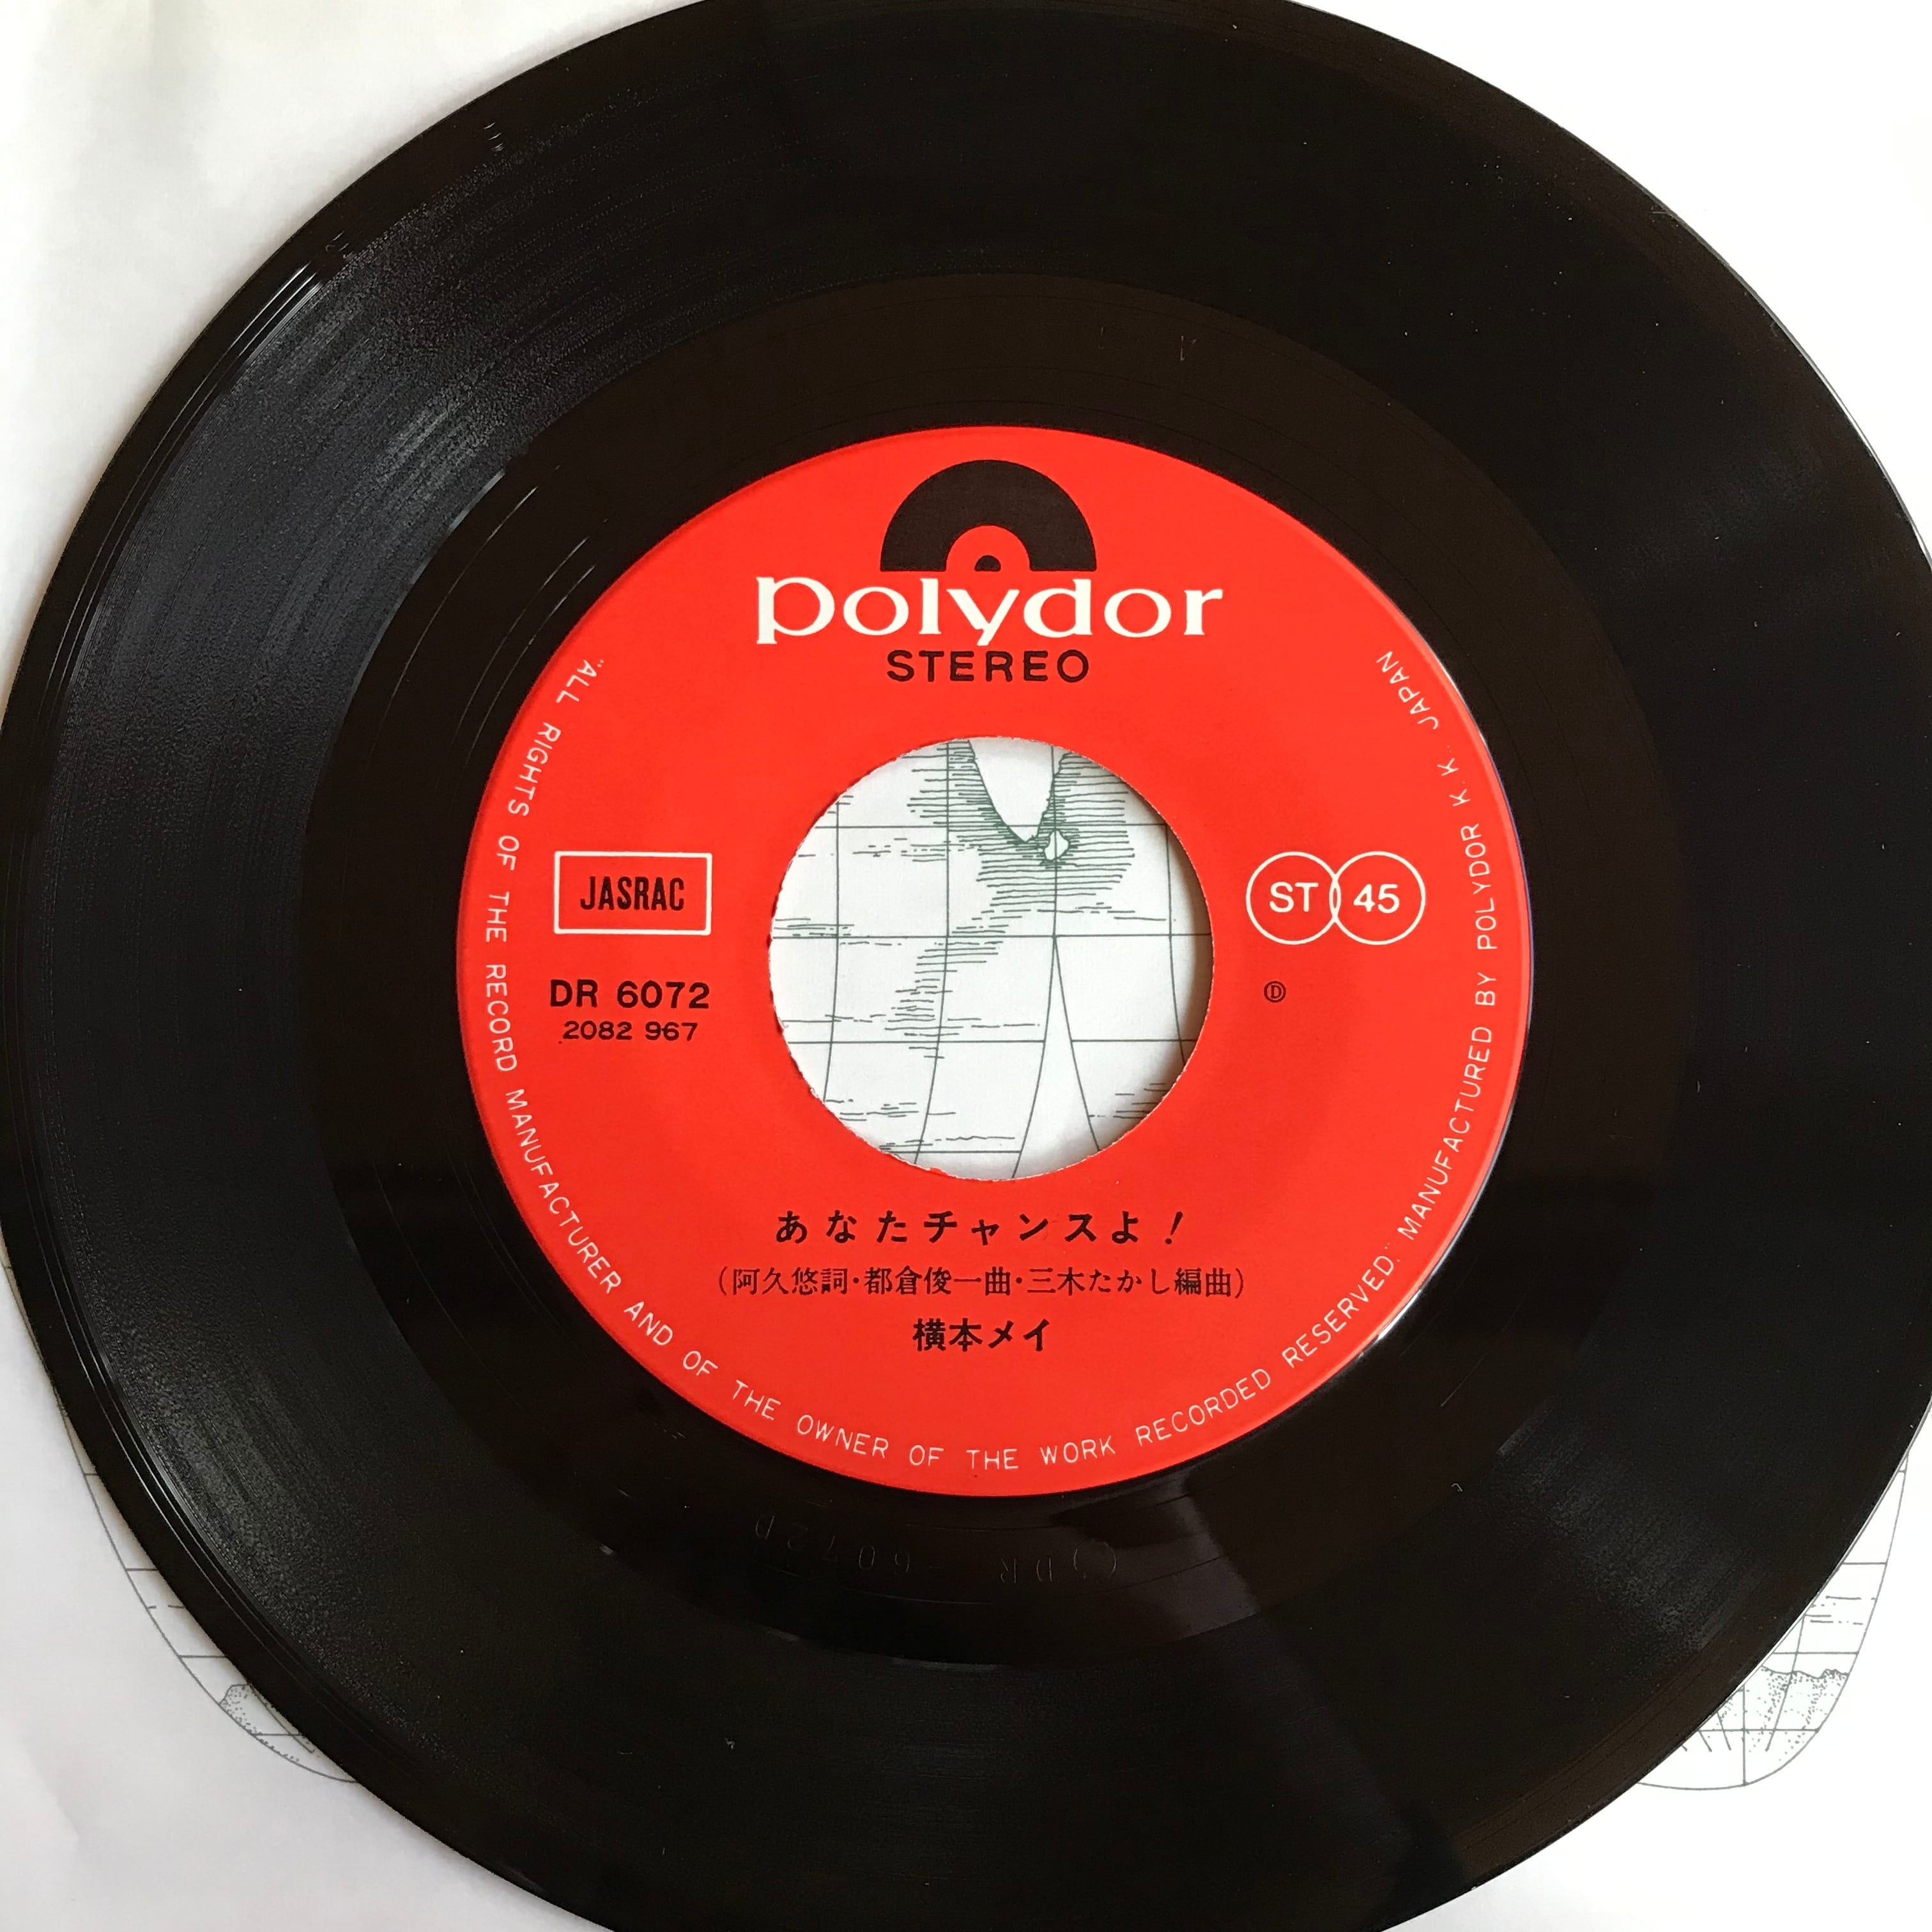 polydor
STEREO
JASRAC
ST 45
DR 6072
2082 967
Ⓓ
あなたチャンスよ!
(阿久悠詞・都倉俊一曲・三木たかし編曲)
横本メイ
"ALL RIGHTS OF THE RECORD MANUFACTURER AND OF THE OWNER OF THE WORK RECORDED RESERVED." MANUFACTURED BY POLYDOR K.K., JAPAN